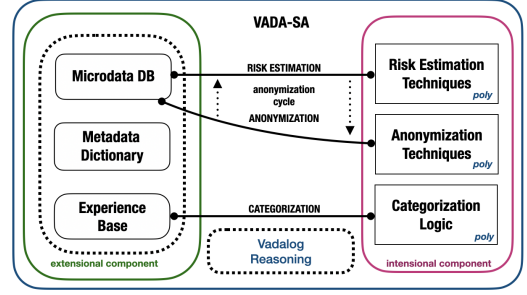 VADA-SA
Microdata DB
RISK ESTIMATION
Risk Estimation
Techniques
poly
anonymization
cycle
ANONYMIZATION
Metadata
Dictionary
Anonymization
Techniques
poly
Experience
Base
CATEGORIZATION
Categorization
Logic
poly
Vadalog
Reasoning
extensional component
intensional component